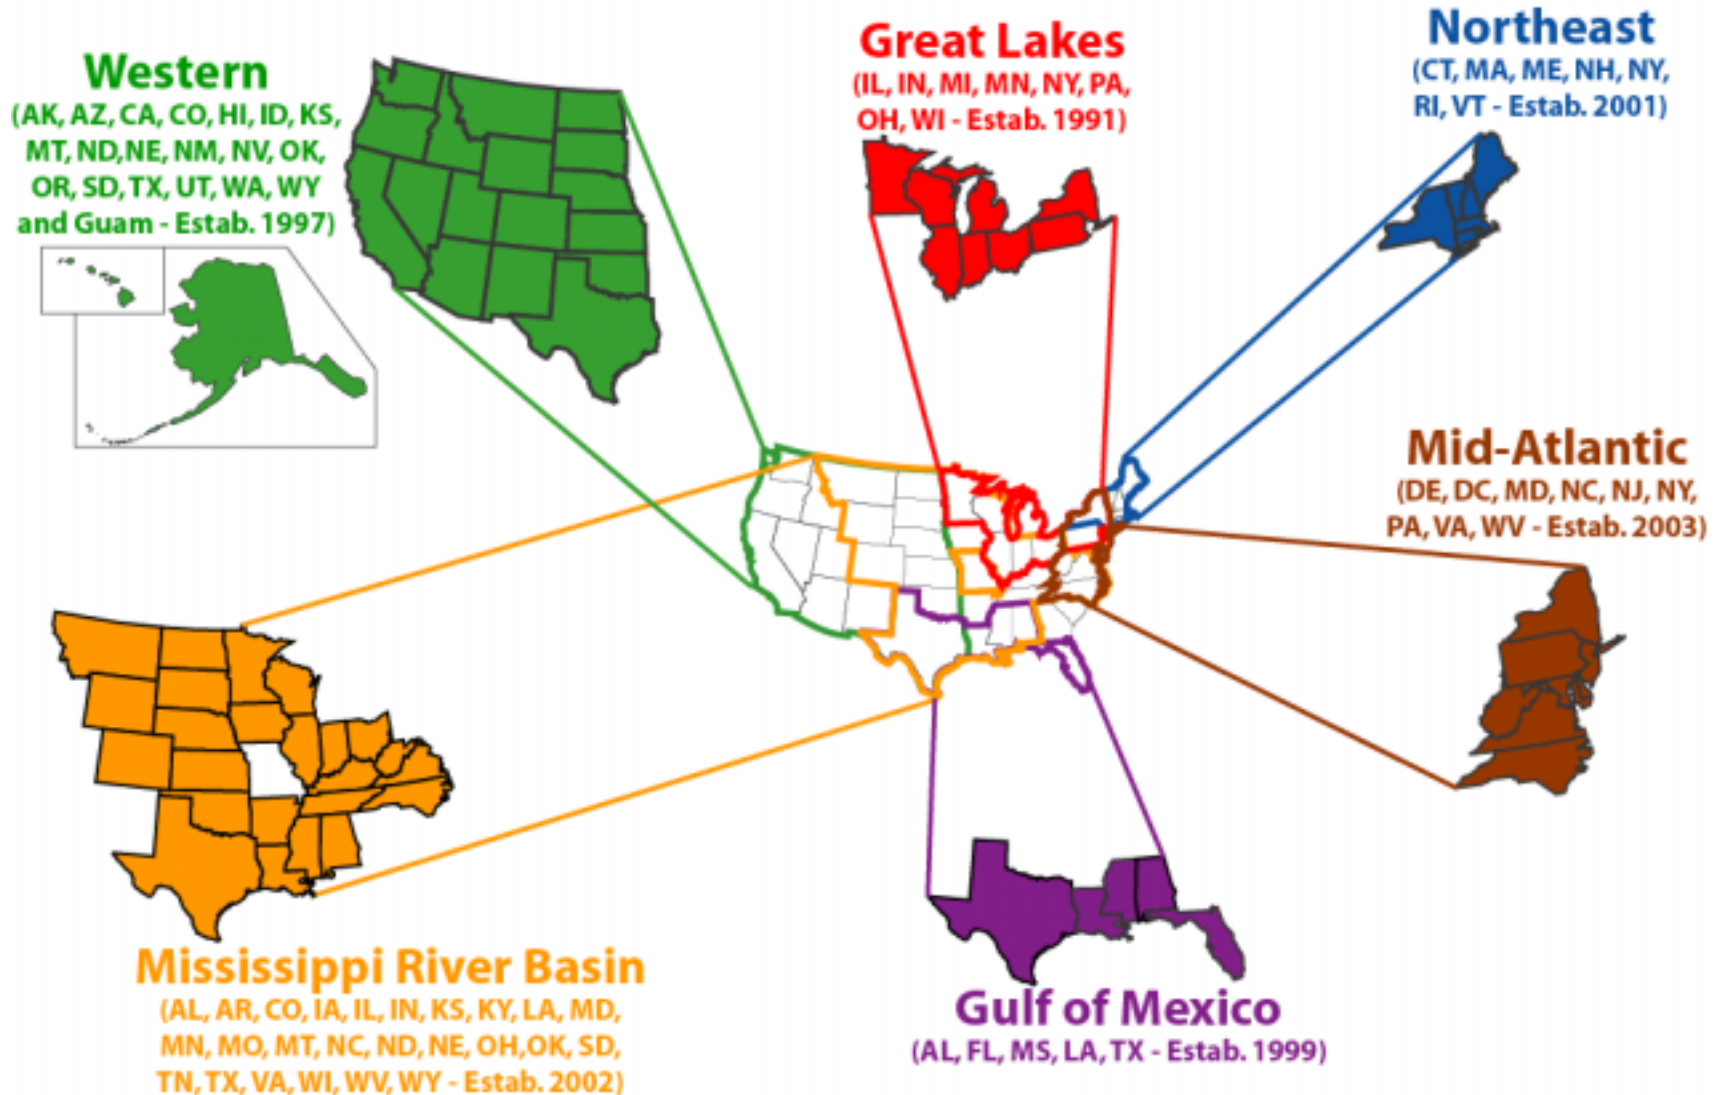 Western
(AK, AZ, CA, CO, HI, ID, KS,
MT, ND,NE, NM, NV, OK,
OR, SD, TX, UT, WA, WY
and Guam - Estab. 1997)
Great Lakes
(IL, IN, MI, MN, NY, PA,
OH, WI - Estab. 1991)
Northeast
(CT, MA, ME, NH, NY,
RI, VT - Estab. 2001)
Mid-Atlantic
(DE, DC, MD, NC, NJ, NY,
PA, VA, WV - Estab. 2003)
Mississippi River Basin
(AL, AR, CO, IA, IL, IN, KS, KY, LA, MD,
MN, MO, MT, NC, ND, NE, OH,OK, SD,
TN, TX, VA, WI, WV, WY - Estab. 2002)
Gulf of Mexico
(AL, FL, MS, LA, TX - Estab. 1999)